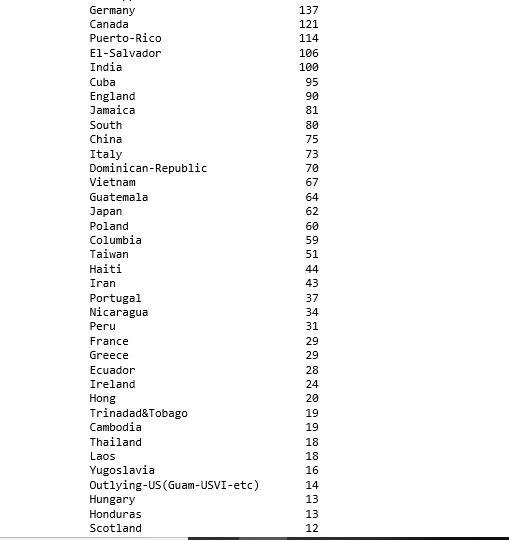 Germany 137
Canada 121
Puerto-Rico 114
El-Salvador 106
India 100
Cuba 95
England 90
Jamaica 81
South 80
China 75
Italy 73
Dominican-Republic 70
Vietnam 67
Guatemala 64
Japan 62
Poland 60
Columbia 59
Taiwan 51
Haiti 44
Iran 43
Portugal 37
Nicaragua 34
Peru 31
France 29
Greece 29
Ecuador 28
Ireland 24
Hong 20
Trinadad&Tobago 19
Cambodia 19
Thailand 18
Laos 18
Yugoslavia 16
Outlying-US(Guam-USVI-etc) 14
Hungary 13
Honduras 13
Scotland 12